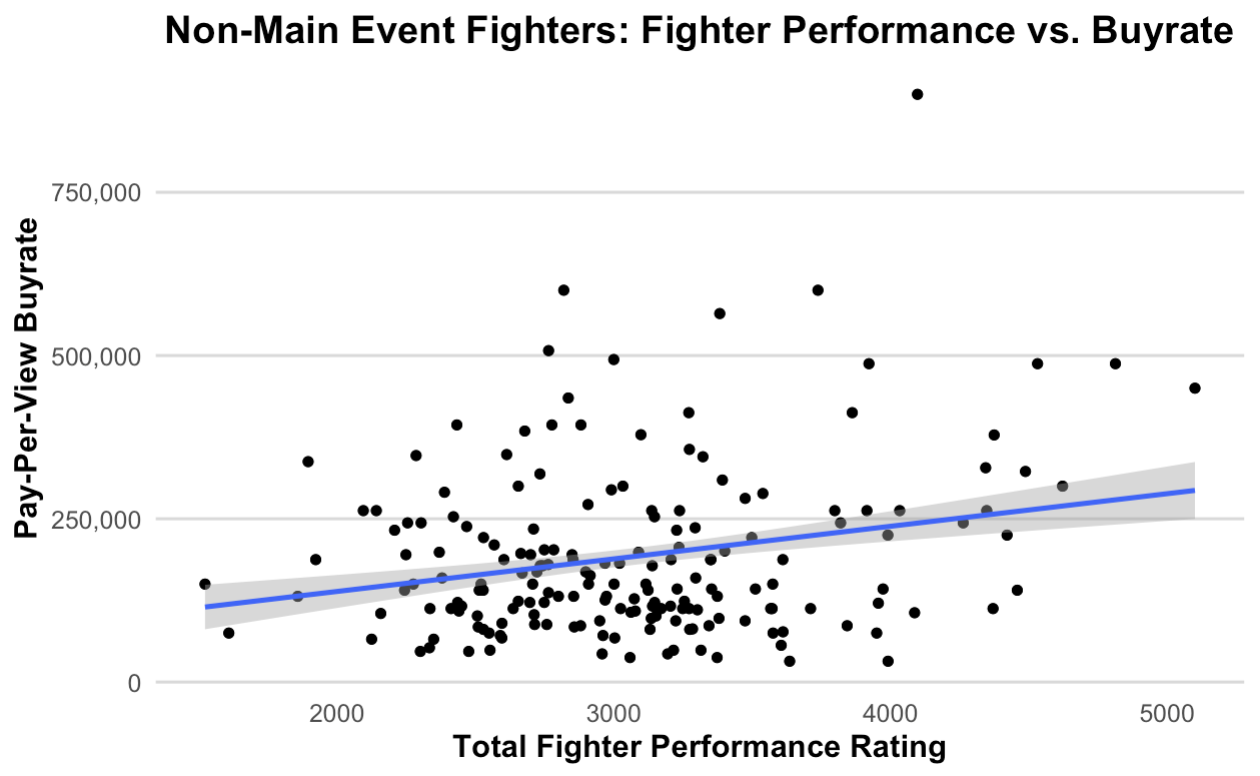 Non-Main Event Fighters: Fighter Performance vs. Buyrate
Pay-Per-View Buyrate
750,000
500,000
250,000
0
2000
3000
4000
5000
Total Fighter Performance Rating